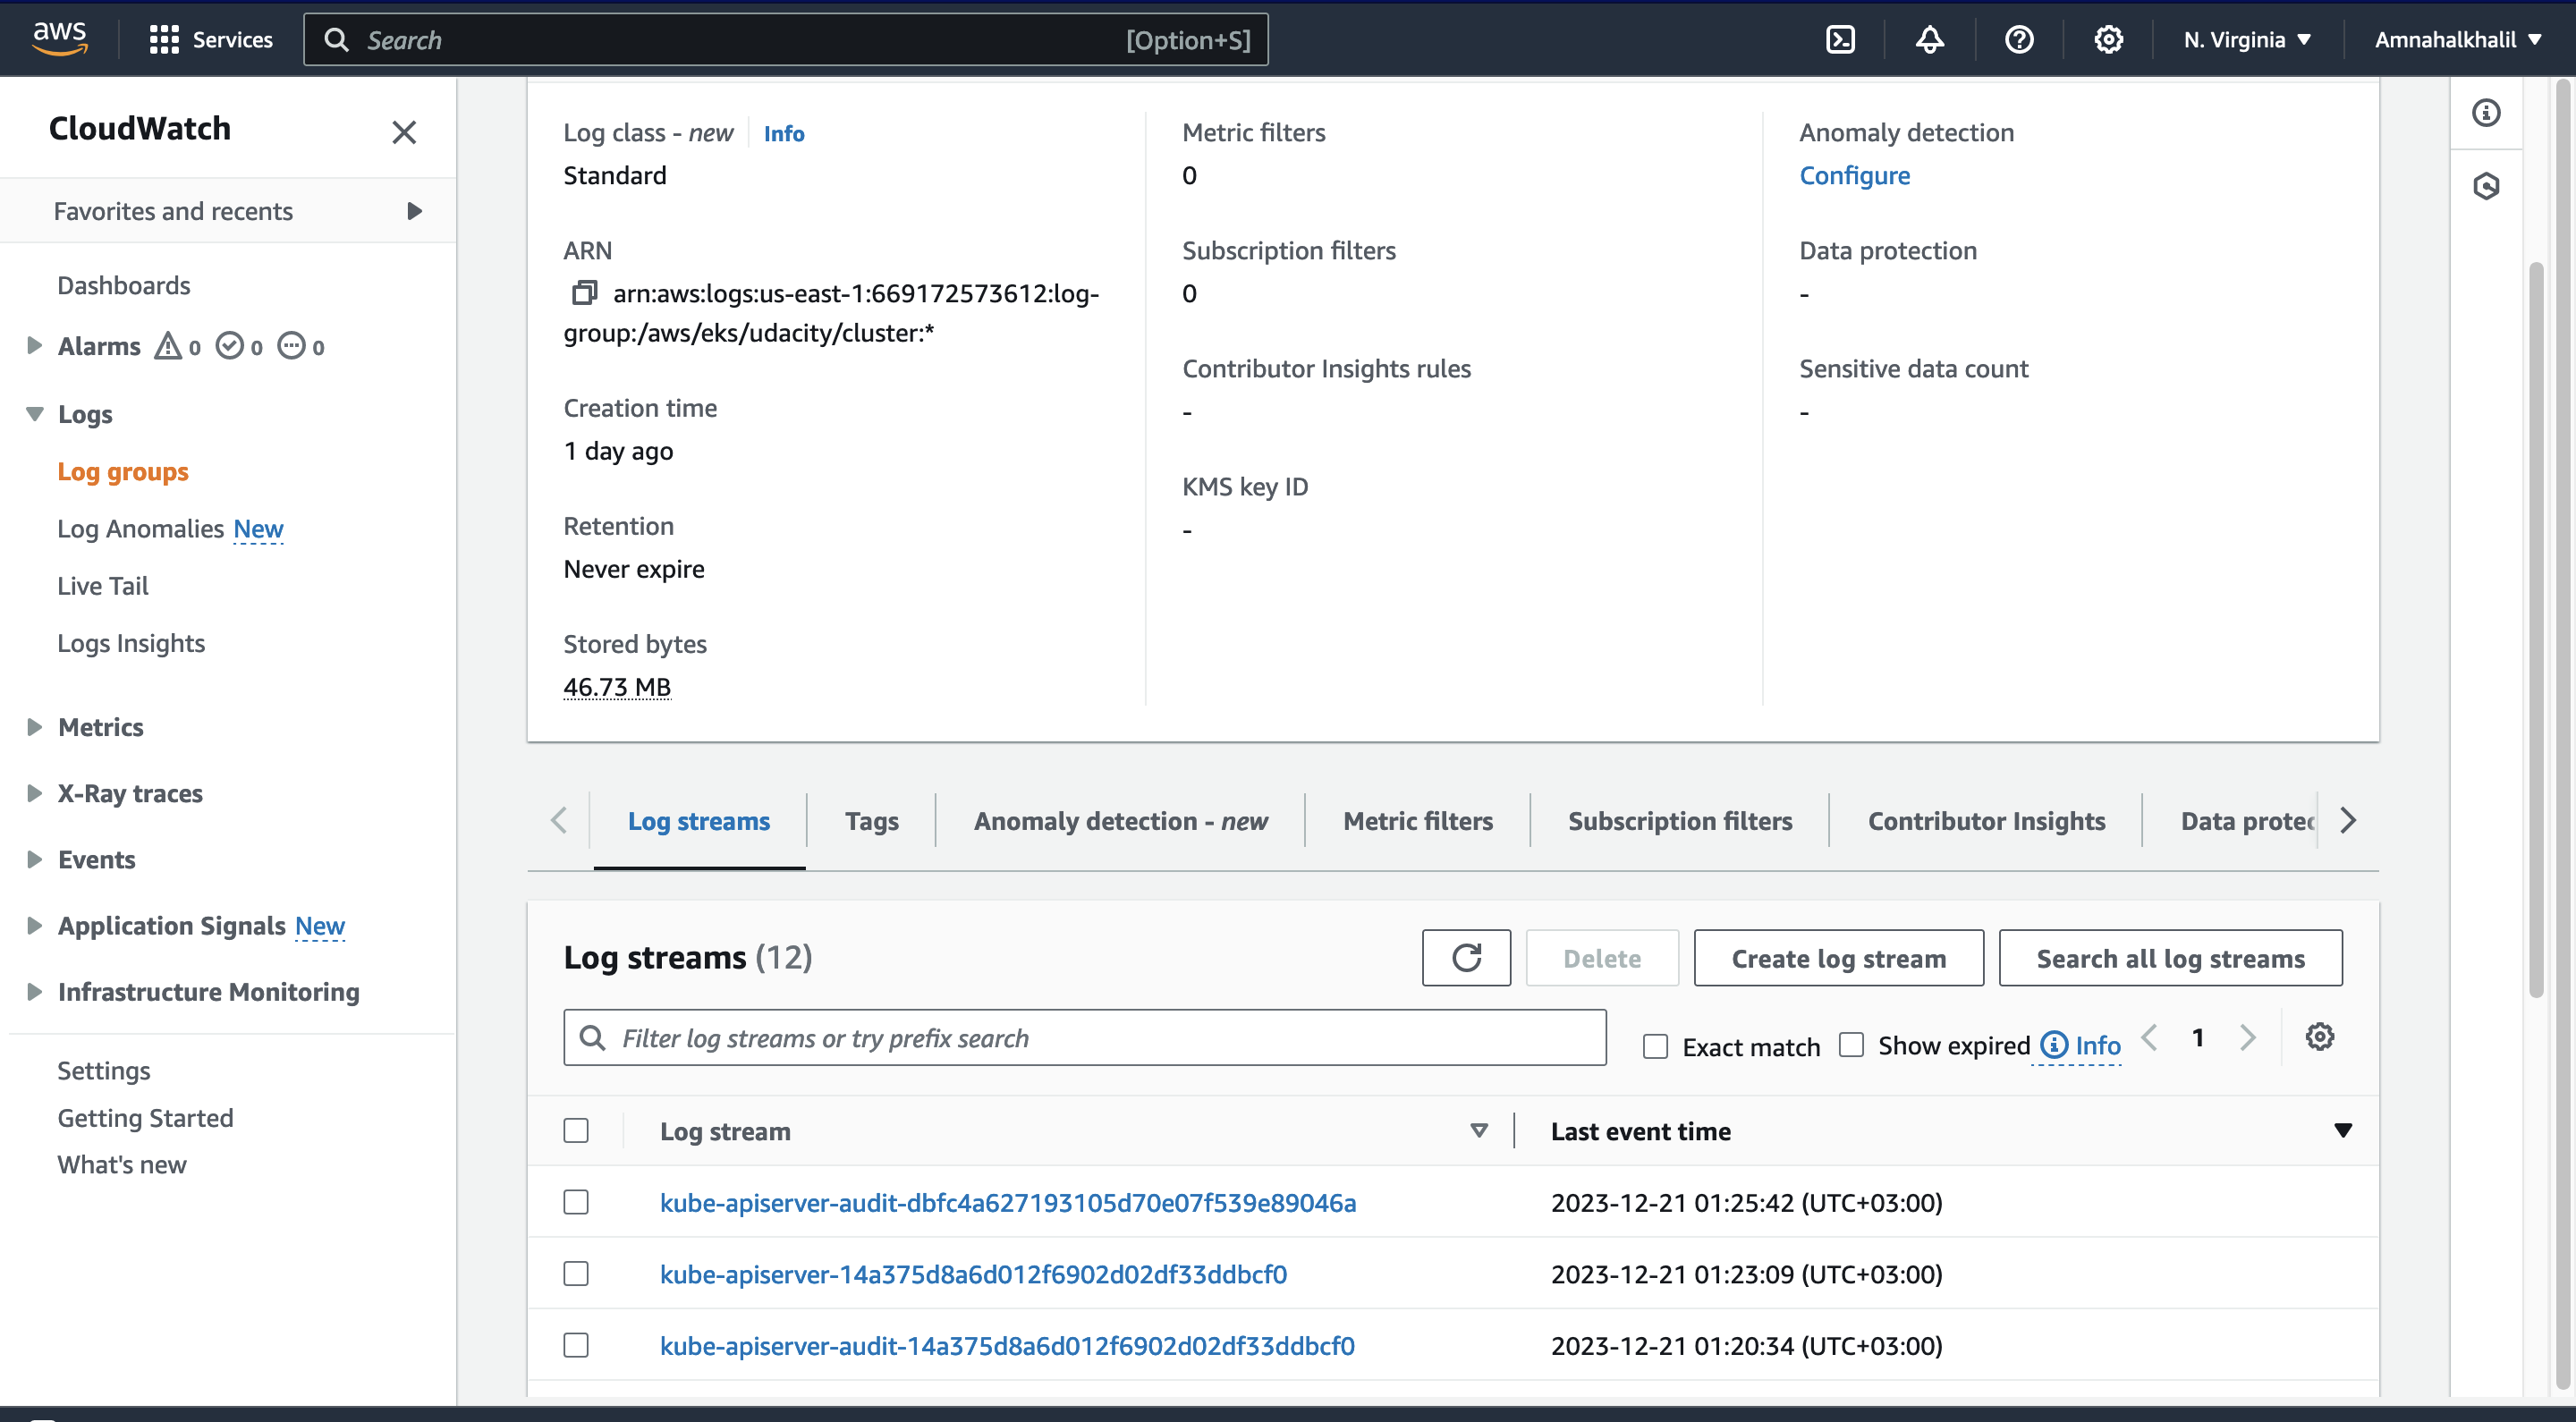 aws
Services
Search
[Option+S]
N. Virginia
Amnahalkhalil
CloudWatch
Favorites and recents
Dashboards
Alarms 0 0 0
Logs
Log groups
Log Anomalies New
Live Tail
Logs Insights
Metrics
X-Ray traces
Events
Application Signals New
Infrastructure Monitoring
Settings
Getting Started
What's new
Log class - new Info
Standard
ARN
arn:aws:logs:us-east-1:669172573612:log-
group:/aws/eks/udacity/cluster:*
Creation time
1 day ago
Retention
Never expire
Stored bytes
46.73 MB
Metric filters
0
Subscription filters
0
Contributor Insights rules
-
KMS key ID
-
Anomaly detection
Configure
Data protection
-
Sensitive data count
-
Log streams
Tags
Anomaly detection - new
Metric filters
Subscription filters
Contributor Insights
Data protec
Log streams (12)
Delete
Create log stream
Search all log streams
Filter log streams or try prefix search
Exact match
Show expired
Info
1
Log stream
Last event time
kube-apiserver-audit-dbfc4a627193105d70e07f539e89046a 2023-12-21 01:25:42 (UTC+03:00)
kube-apiserver-14a375d8a6d012f6902d02df33ddbcf0 2023-12-21 01:23:09 (UTC+03:00)
kube-apiserver-audit-14a375d8a6d012f6902d02df33ddbcf0 2023-12-21 01:20:34 (UTC+03:00)